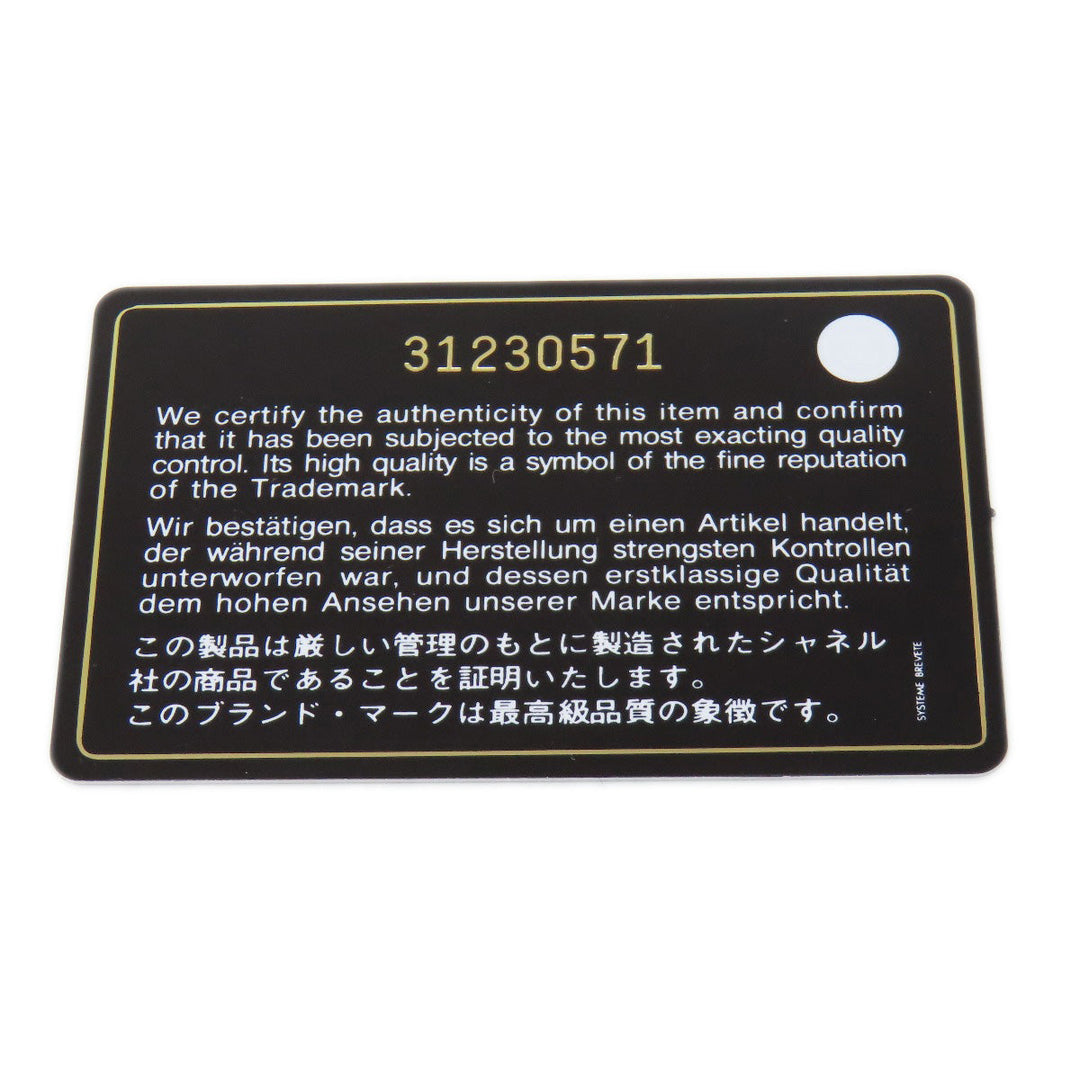 31230571
We certify the authenticity of this item and confirm
that it has been subjected to the most exacting quality
control. Its high quality is a symbol of the fine reputation
of the Trademark.
Wir bestätigen, dass es sich um einen Artikel handelt,
der während seiner Herstellung strengsten Kontrollen
unterworfen war, und dessen erstklassige Qualität
dem hohen Ansehen unserer Marke entspricht.
この製品は厳しい管理のもとに製造されたシャネル
社の商品であることを証明いたします。
このブランド・マークは最高級品質の象徴です。
SYSTEME BREVETE